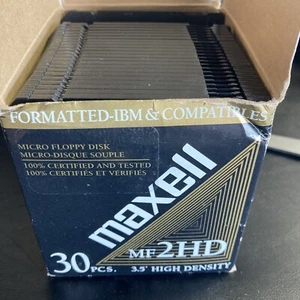 FORMATTED-IBM & COMPATIBLES
MICRO FLOPPY DISK
MICRO-DISQUE SOUPLE
100% CERTIFIED AND TESTED
100% CERTIFIÉS ET VÉRIFIÉS
maxell
MF2HD
30 PCS. 3.5" HIGH DENSITY